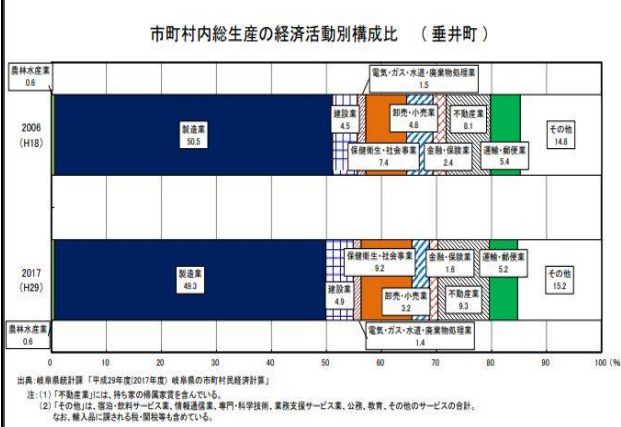 市町村内総生産の経済活動別構成比 （ 垂井町 ）
農林水産業
0.6
電気・ガス・水道・廃棄物処理業
1.5
2006
(H18)
製造業
50.5
建設業
4.5
保健衛生・社会事業
7.4
卸売・小売業
4.8
金融・保険業
2.4
不動産業
8.1
運輸・郵便業
5.4
その他
14.8
2017
(H29)
製造業
49.3
建設業
4.9
保健衛生・社会事業
9.2
卸売・小売業
3.2
金融・保険業
1.6
不動産業
9.3
運輸・郵便業
5.2
その他
15.2
農林水産業
0.6
電気・ガス・水道・廃棄物処理業
1.4
0 10 20 30 40 50 60 70 80 90 100 (%
出典：岐阜県統計課 「平成29年度(2017年度) 岐阜県の市町村民経済計算」
注：(1) 「不動産業」には、持ち家の帰属家賃を含んでいる。
(2) 「その他」は、宿泊・飲料サービス業、情報通信業、専門・科学技術、業務支援サービス業、公務、教育、その他のサービスの合計。
なお、輸入品に課される税・関税等も含めている。